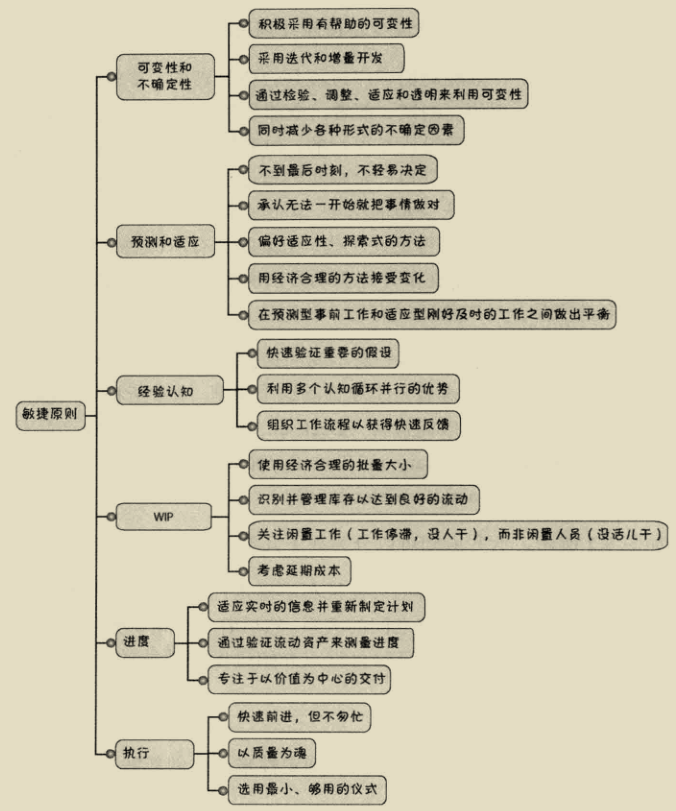 敏捷原则
可变性和
不确定性
积极采用有帮助的可变性
采用迭代和增量开发
通过检验、调整、适应和透明来利用可变性
同时减少各种形式的不确定因素
预测和适应
不到最后时刻，不轻易决定
承认无法一开始就把事情做对
偏好适应性、探索式的方法
用经济合理的方法接受变化
在预测型事前工作和适应型刚好及时的工作之间做出平衡
经验认知
快速验证重要的假设
利用多个认知循环并行的优势
组织工作流程以获得快速反馈
WIP
使用经济合理的批量大小
识别并管理库存以达到良好的流动
关注闲置工作（工作停滞，没人干），而非闲置人员（没活儿干）
考虑延期成本
进度
适应实时的信息并重新制定计划
通过验证流动资产来测量进度
专注于以价值为中心的交付
执行
快速前进，但不匆忙
以质量为魂
选用最小、够用的仪式